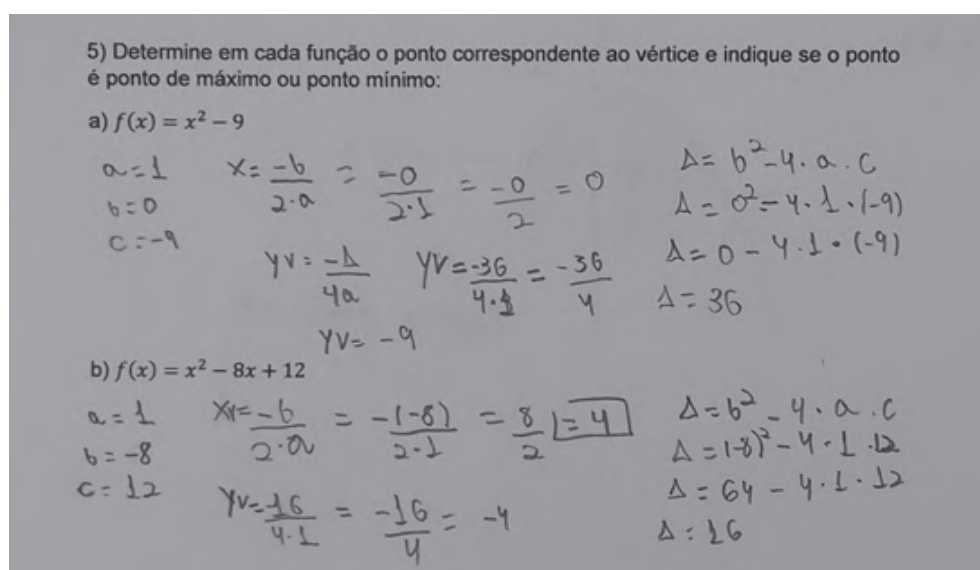 5) Determine em cada função o ponto correspondente ao vértice e indique se o ponto
é ponto de máximo ou ponto mínimo:
a) f(x) = x² – 9
a=1
b=0
c=-9
x= -b/2·a = -0/2·1 = -0/2 = 0
yv= -Δ/4a yv= -36/4·1 = -36/4
yv= -9
Δ= b²-4·a·c
Δ= 0²-4·1·(-9)
Δ= 0-4·1·(-9)
Δ= 36
b) f(x) = x² – 8x + 12
a=1
b=-8
c=12
xv= -b/2·a = -(-8)/2·1 = 8/2 = 4
yv= -16/4·1 = -16/4 = -4
Δ=b²-4·a·c
Δ=(-8)²-4·1·12
Δ= 64-4·1·12
Δ: 16